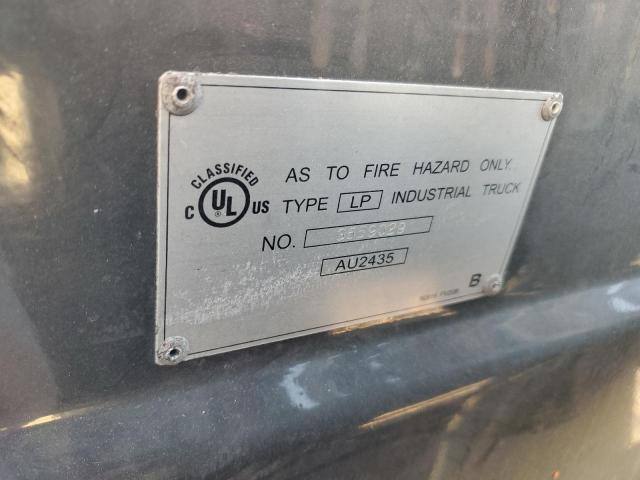 CLASSIFIED
C UL US
®
AS TO FIRE HAZARD ONLY.
TYPE LP INDUSTRIAL TRUCK
NO.
AU2435
B